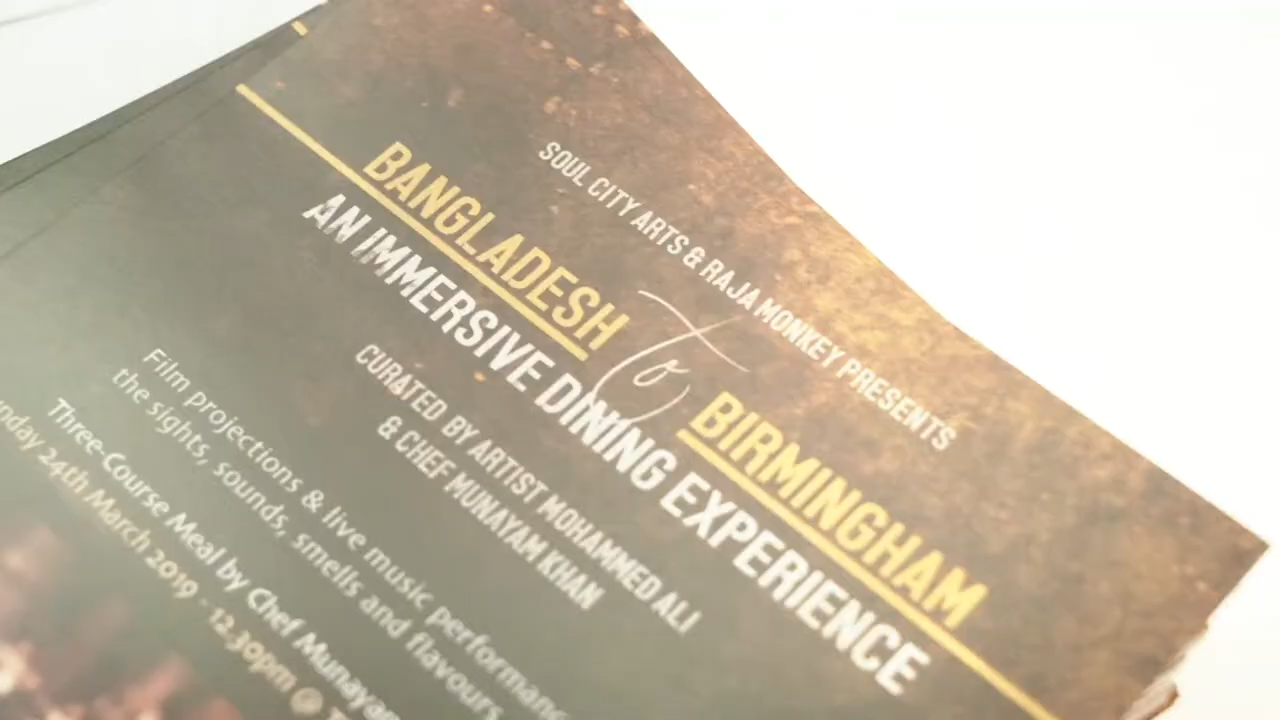 SOUL CITY ARTS & RAJA MONKEY PRESENTS
BANGLADESH to BIRMINGHAM
AN IMMERSIVE DINING EXPERIENCE
CURATED BY ARTIST MOHAMMED ALI
& CHEF MUNAYAM KHAN
Film projections & live music
the sights, sounds, smells and flavours
Three-Course Meal by Chef
24th March 2019 - 12.30pm @